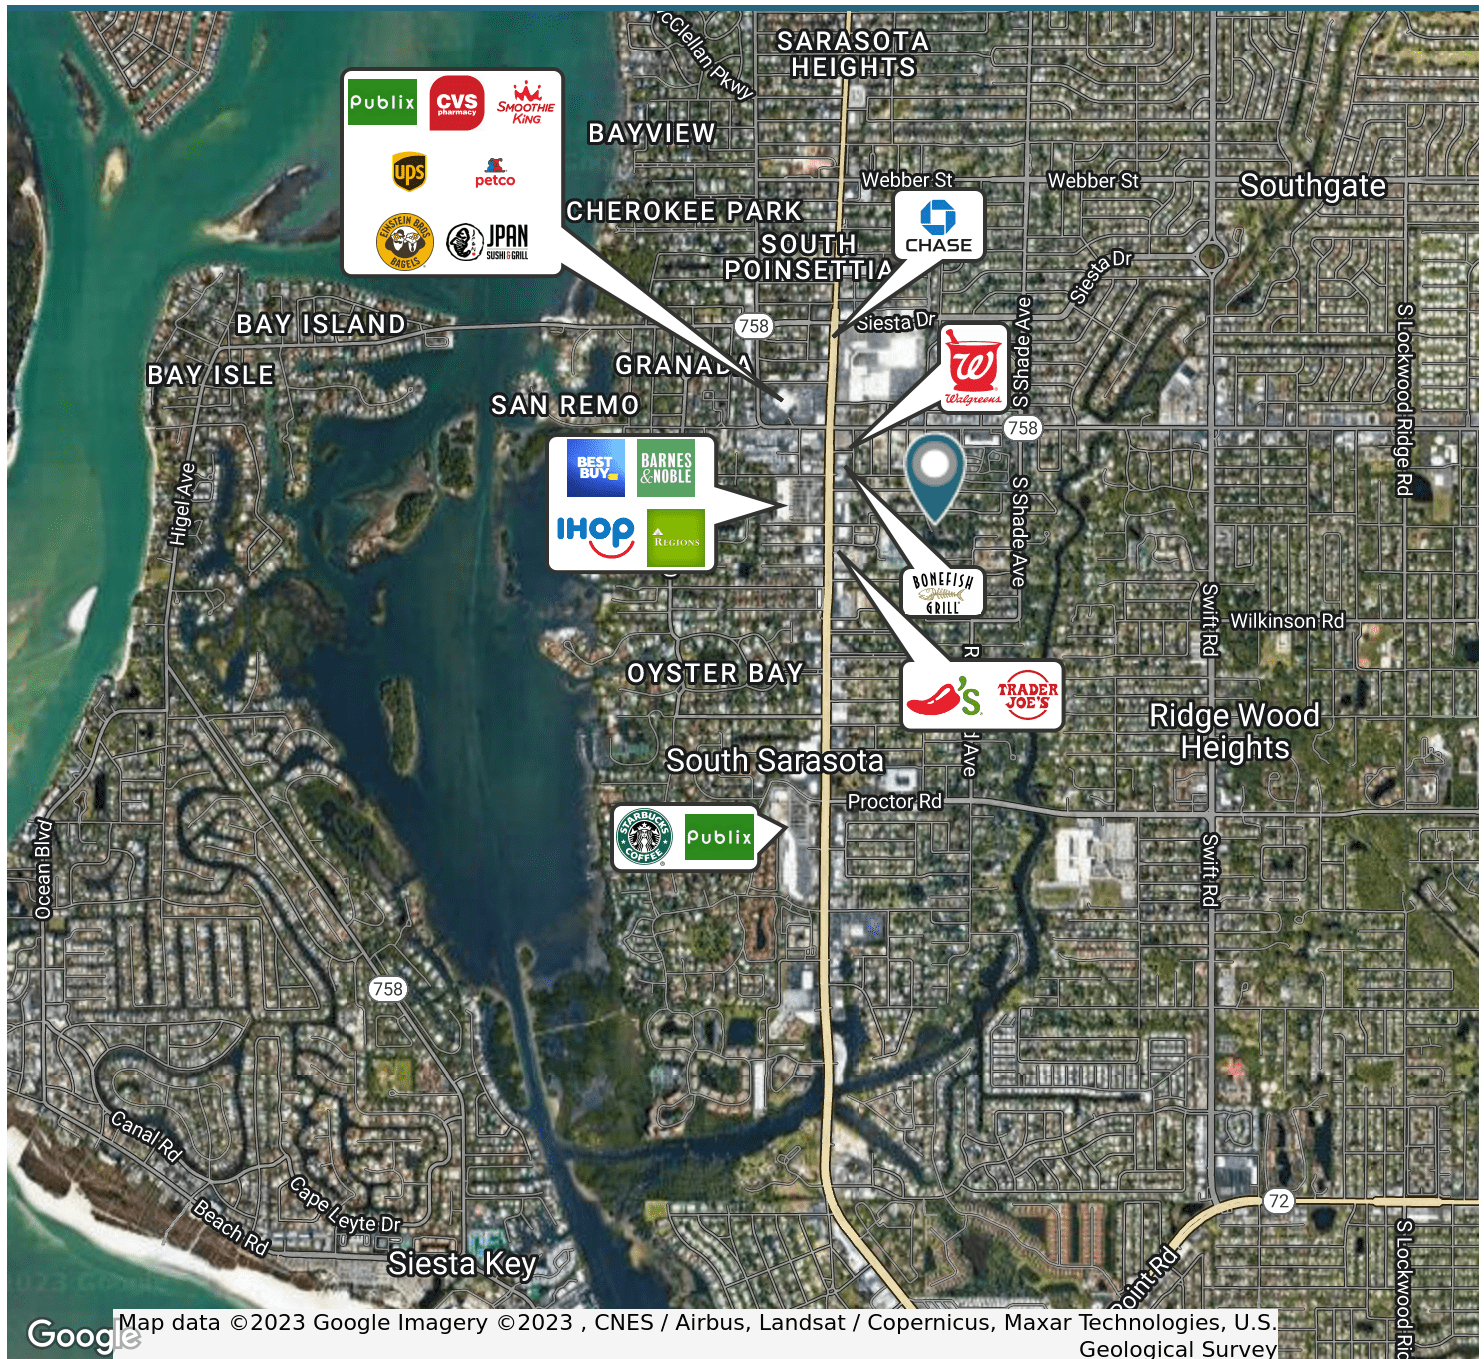 cClellan Pkwy
SARASOTA
HEIGHTS
Publix
CVS
pharmacy
SMOOTHIE
KING
BAYVIEW
ups
petco
Webber St
Webber St
Southgate
CHEROKEE PARK
EINSTEIN BROS
BAGELS
JPAN
SUSHI & GRILL
CHASE
SOUTH
POINSETTIA
Siesta Dr
BAY ISLAND
758
Siesta Dr
S Shade Ave
S Lockwood Ridge Rd
GRANADA
BAY ISLE
Walgreens
SAN REMO
758
BEST
BUY
BARNES
&NOBLE
Higel Ave
S Shade Ave
IHOP
REGIONS
BONEFISH
GRILL
Swift Rd
Wilkinson Rd
OYSTER BAY
R
'S
TRADER
JOE'S
Ridge Wood
Heights
d Ave
South Sarasota
Proctor Rd
STARBUCKS
COFFEE
Publix
Ocean Blvd
Swift Rd
758
Canal Rd
Cape Leyte Dr
Beach Rd
72
Siesta Key
Point Rd
S Lockwood Ric
Google
Map data ©2023 Google Imagery ©2023 , CNES / Airbus, Landsat / Copernicus, Maxar Technologies, U.S.
Geological Survey